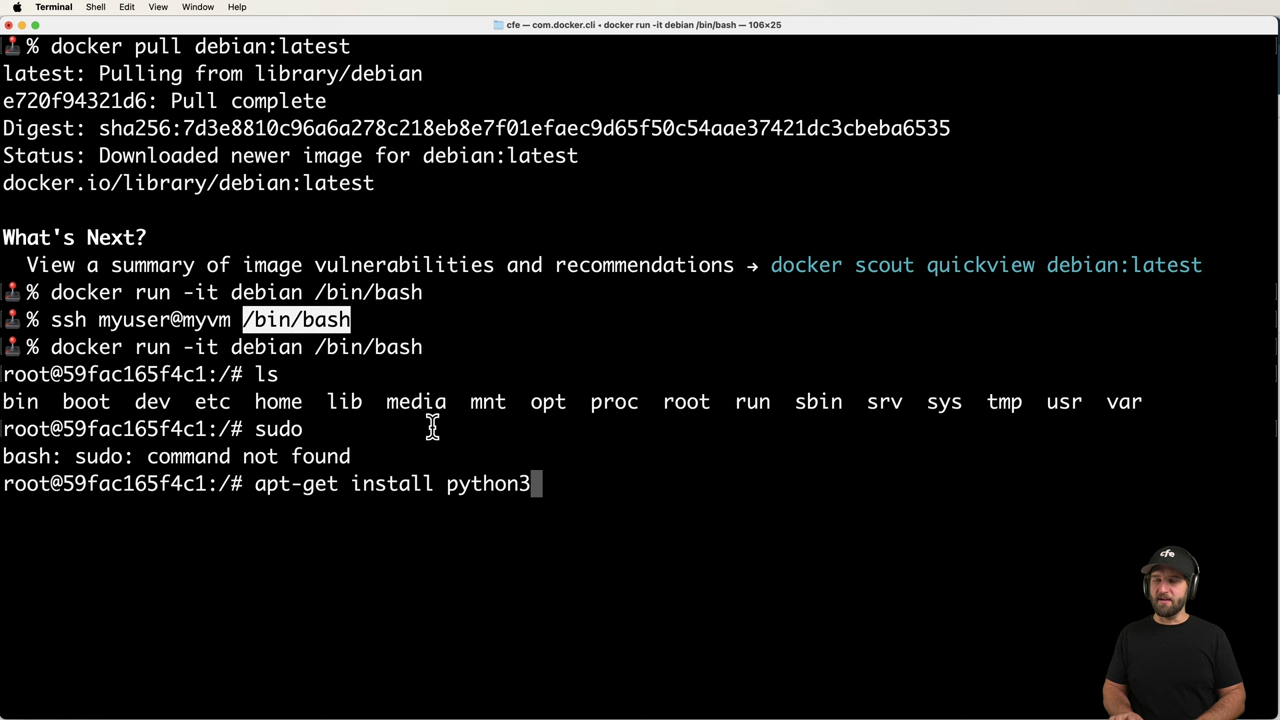 Terminal Shell Edit View Window Help
cfe — com.docker.cli • docker run -it debian /bin/bash — 106×25
% docker pull debian:latest
latest: Pulling from library/debian
e720f94321d6: Pull complete
Digest: sha256:7d3e8810c96a6a278c218eb8e7f01efaec9d65f50c54aae37421dc3cbeba6535
Status: Downloaded newer image for debian:latest
docker.io/library/debian:latest
What's Next?
View a summary of image vulnerabilities and recommendations → docker scout quickview debian:latest
% docker run -it debian /bin/bash
% ssh myuser@myvm /bin/bash
% docker run -it debian /bin/bash
root@59fac165f4c1:/# ls
bin boot dev etc home lib media mnt opt proc root run sbin srv sys tmp usr var
root@59fac165f4c1:/# sudo
bash: sudo: command not found
root@59fac165f4c1:/# apt-get install python3
cfe